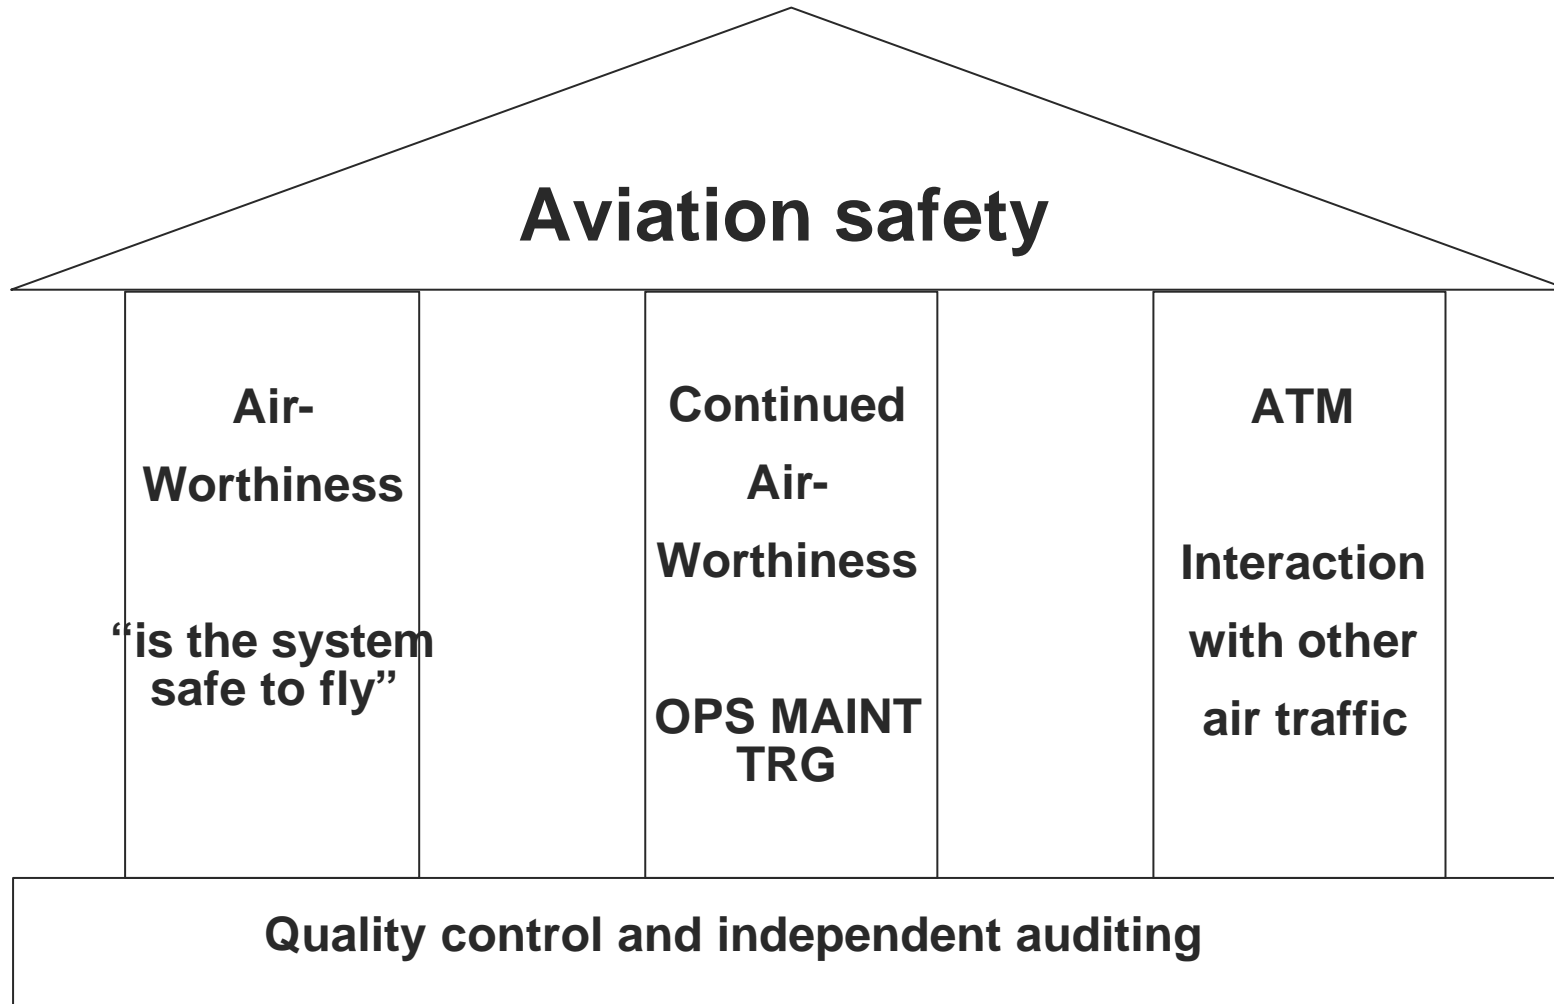 Aviation safety
Air-
Worthiness
“is the system
safe to fly”
Continued
Air-
Worthiness
OPS MAINT
TRG
ATM
Interaction
with other
air traffic
Quality control and independent auditing